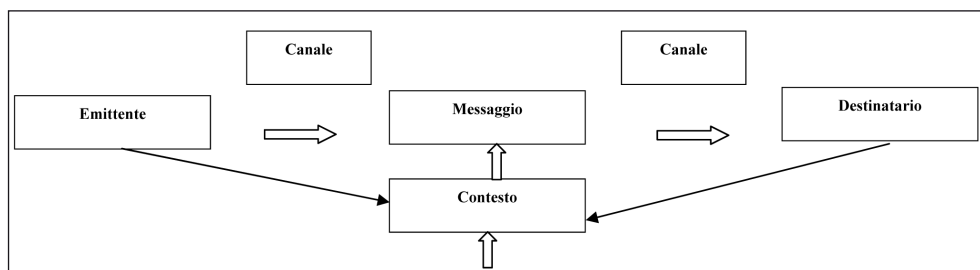 Canale
Canale
Emittente
Messaggio
Destinatario
Contesto